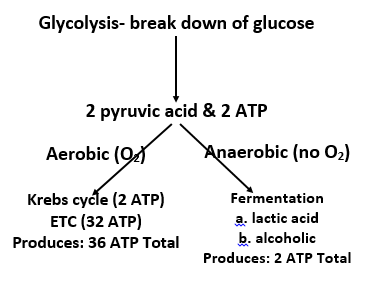 Glycolysis- break down of glucose
2 pyruvic acid & 2 ATP
Aerobic (O₂)
Anaerobic (no O₂)
Krebs cycle (2 ATP)
ETC (32 ATP)
Produces: 36 ATP Total
Fermentation
a. lactic acid
b. alcoholic
Produces: 2 ATP Total